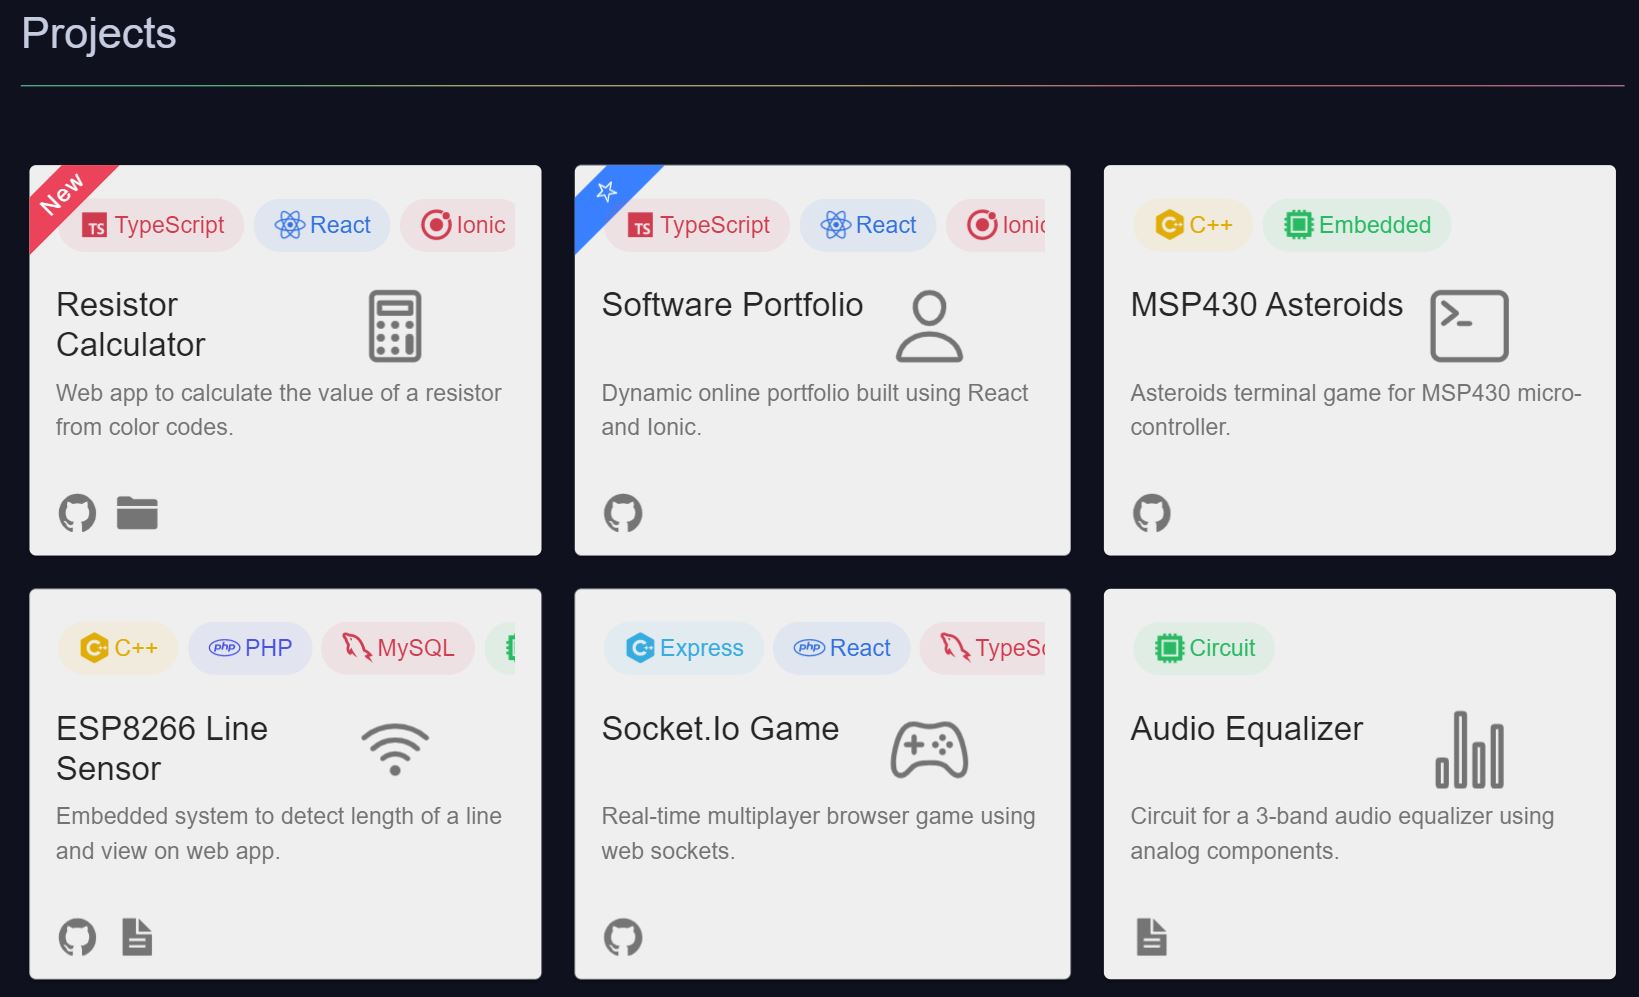 Projects
New
TS TypeScript React Ionic
TS TypeScript React Ionic
C++ Embedded
Resistor
Calculator
Web app to calculate the value of a resistor
from color codes.
Software Portfolio
Dynamic online portfolio built using React
and Ionic.
MSP430 Asteroids
Asteroids terminal game for MSP430 micro-
controller.
C++ php PHP MySQL
Express php React TypeSc
Circuit
ESP8266 Line
Sensor
Embedded system to detect length of a line
and view on web app.
Socket.Io Game
Real-time multiplayer browser game using
web sockets.
Audio Equalizer
Circuit for a 3-band audio equalizer using
analog components.